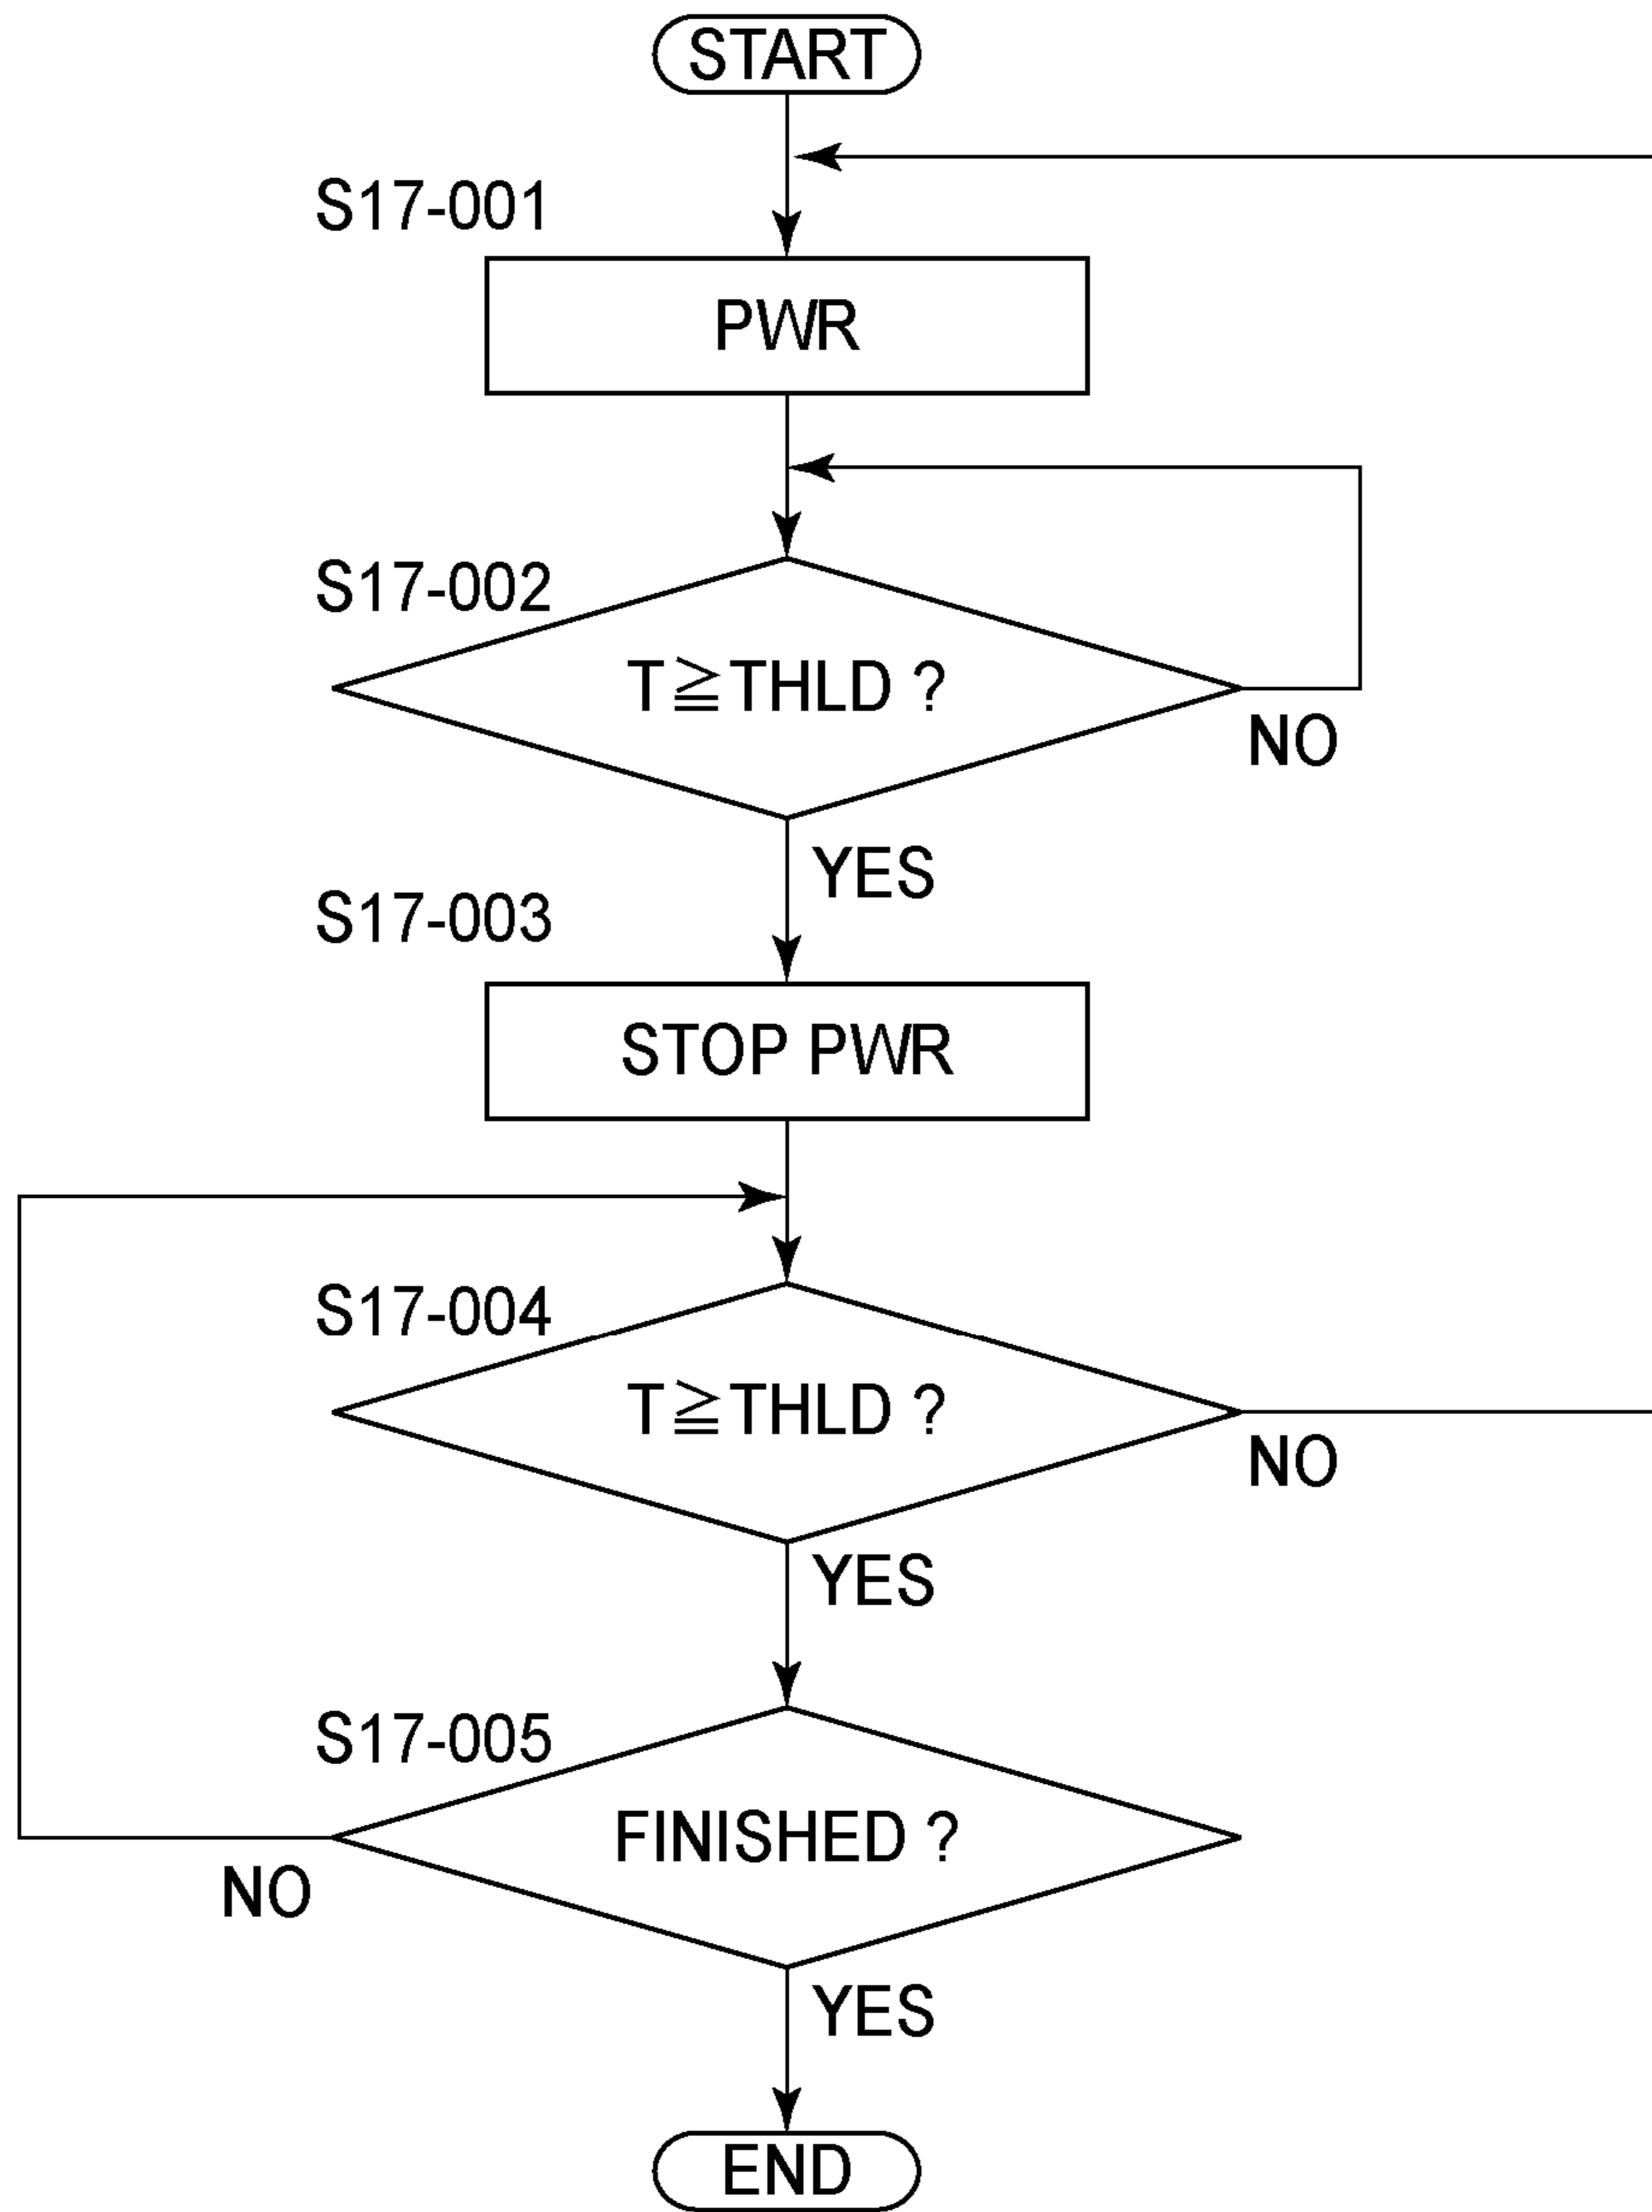 START
S17-001
PWR
S17-002
T≧THLD ?
NO
YES
S17-003
STOP PWR
S17-004
T≧THLD ?
NO
YES
S17-005
FINISHED ?
NO
YES
END